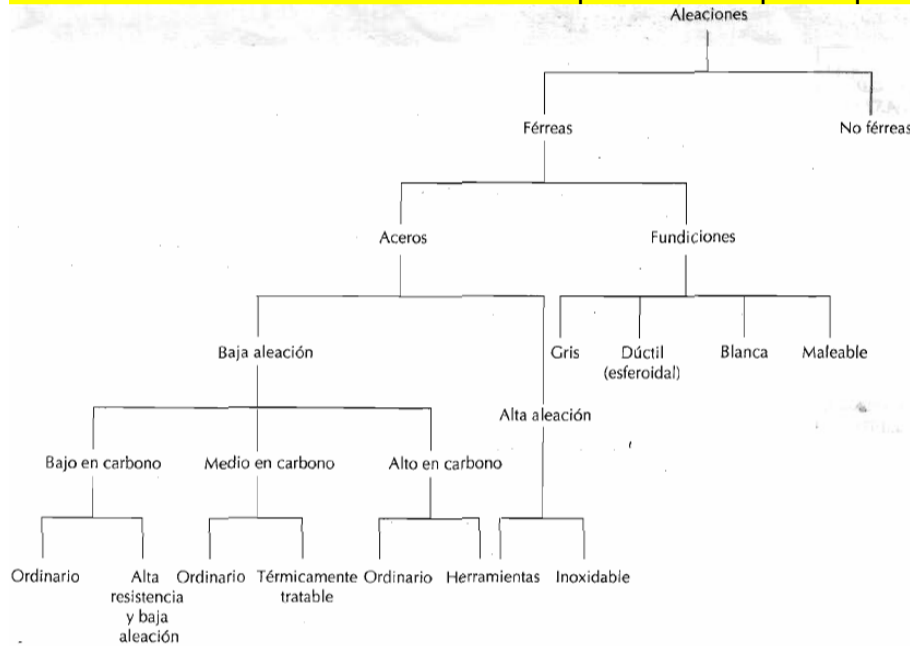 Aleaciones
Férreas
No férreas
Aceros
Fundiciones
Baja aleación
Gris
Dúctil
(esferoidal)
Blanca
Maleable
Alta aleación
Bajo en carbono
Medio en carbono
Alto en carbono
Ordinario
Alta
resistencia
y baja
aleación
Ordinario
Térmicamente
tratable
Ordinario
Herramientas
Inoxidable